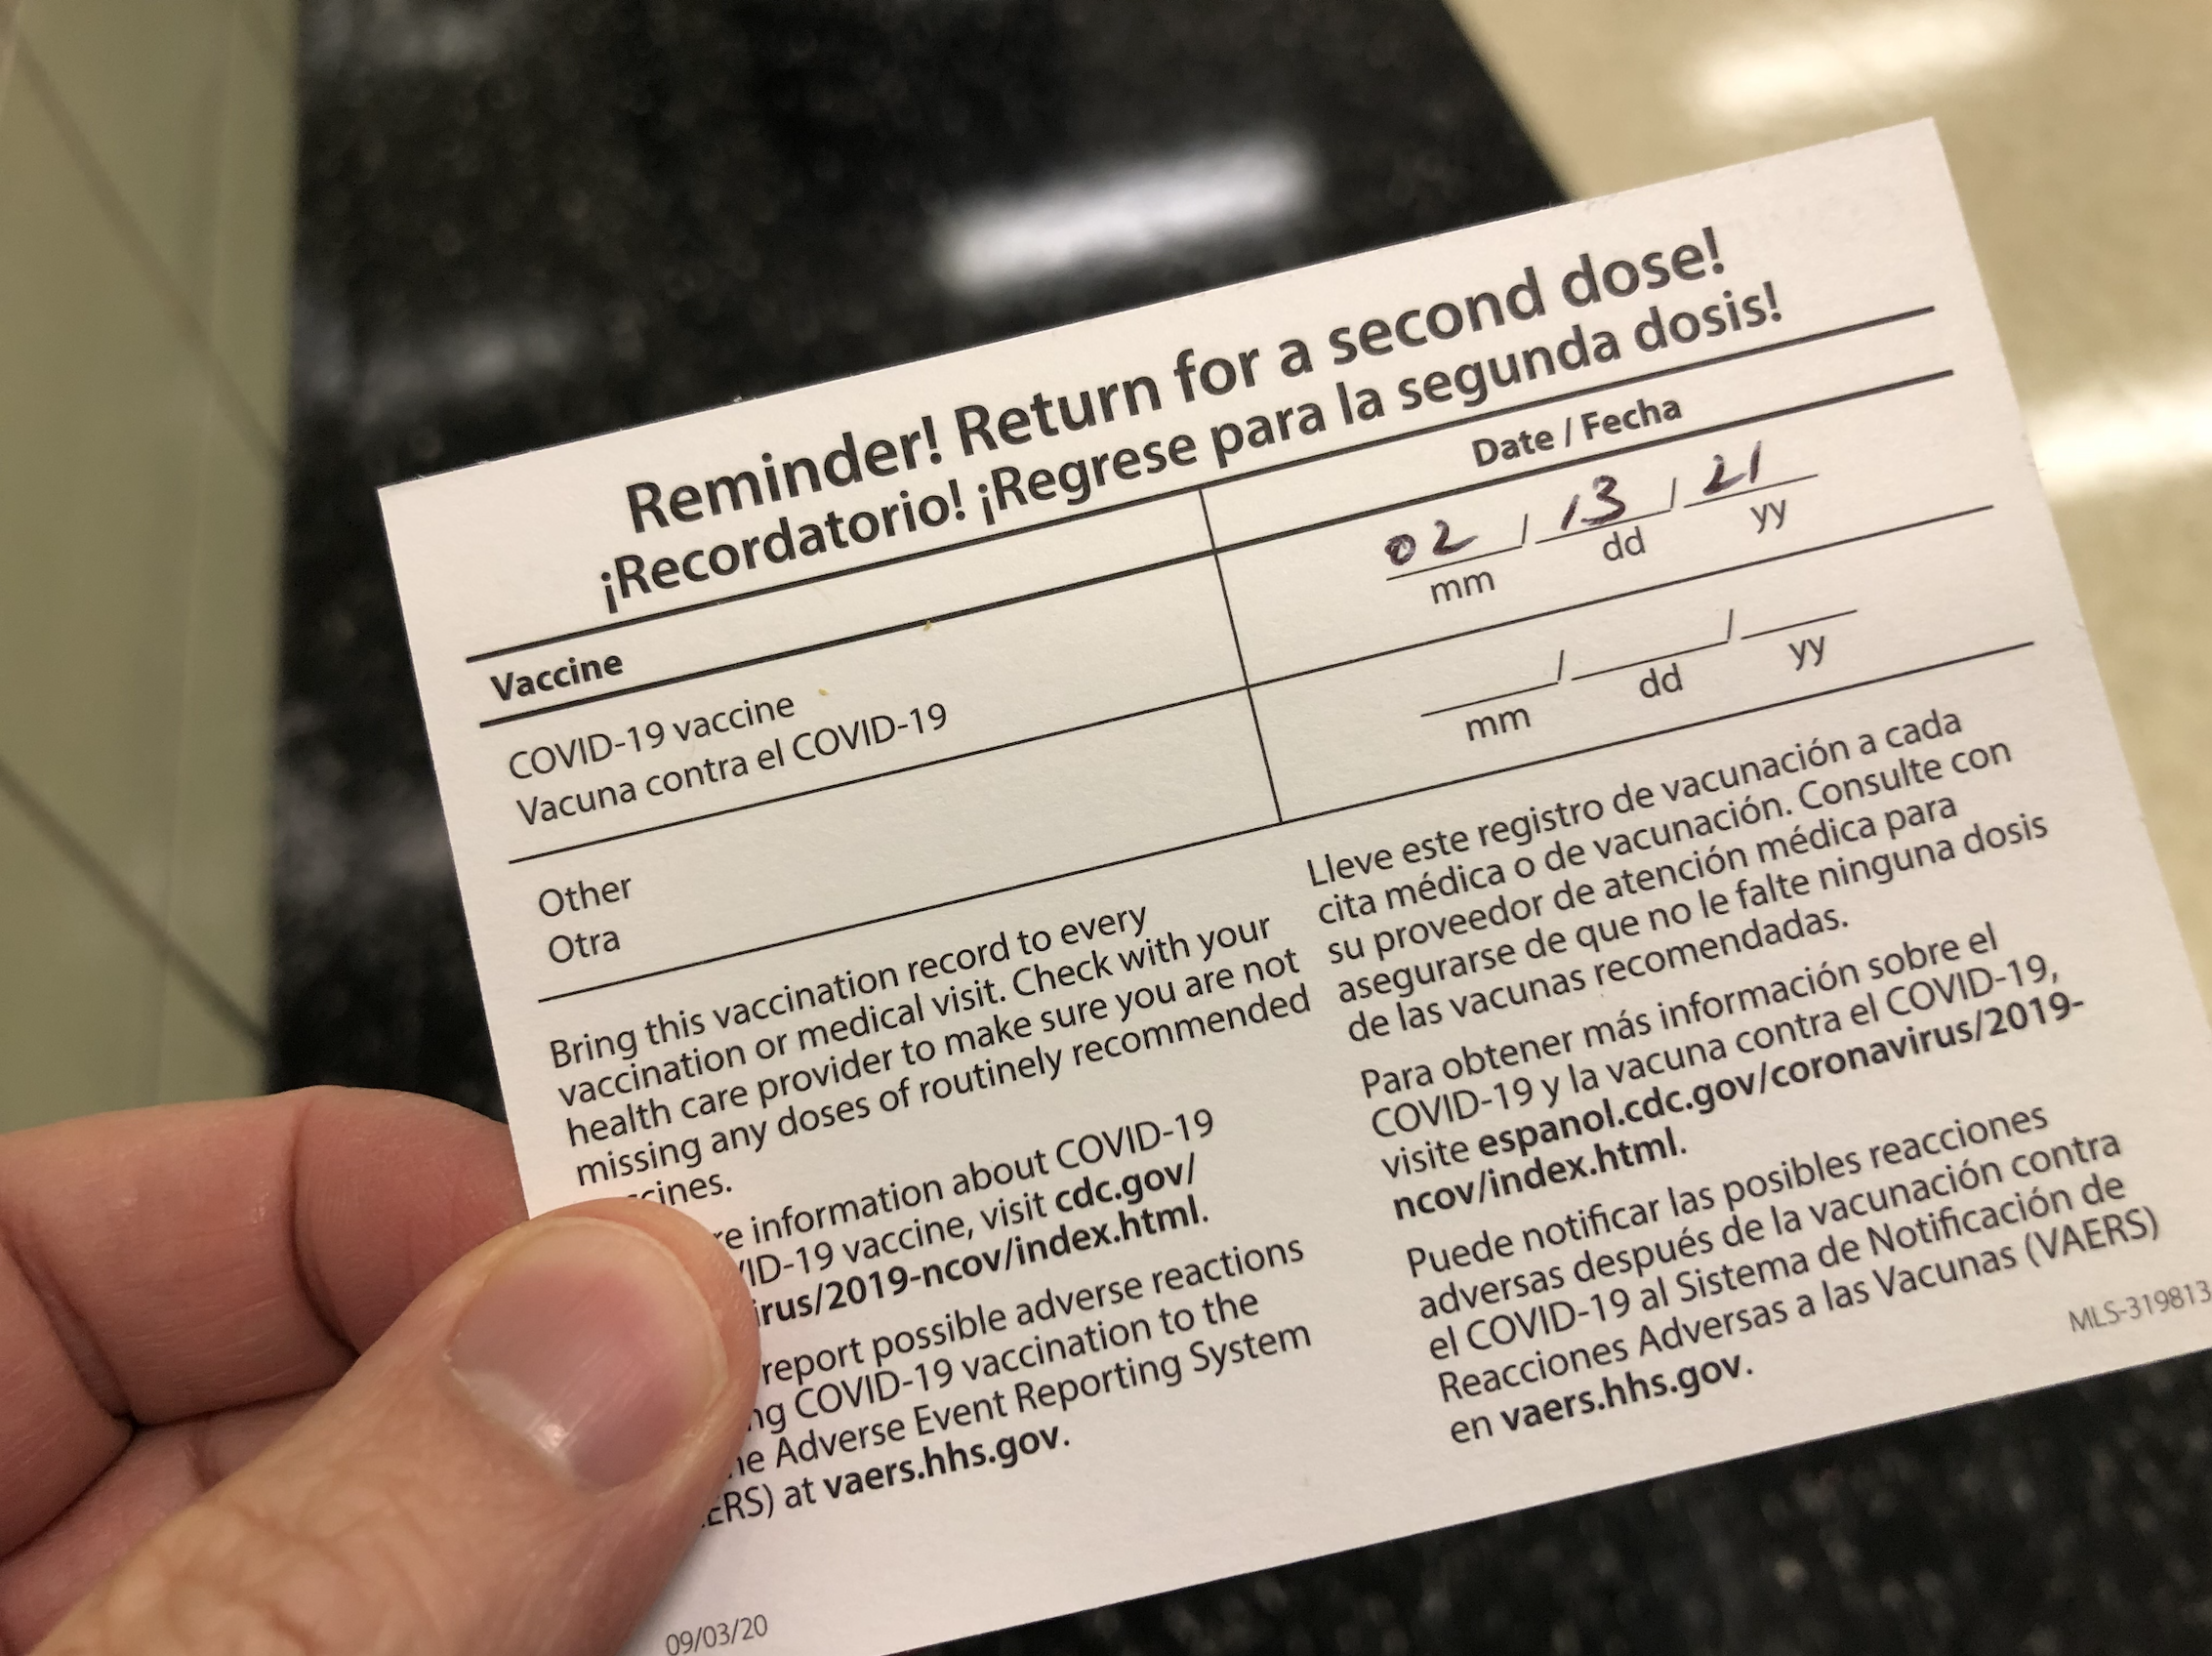 Reminder! Return for a second dose!
¡Recordatorio! ¡Regrese para la segunda dosis!
Vaccine
Date / Fecha
COVID-19 vaccine
Vacuna contra el COVID-19
02 / 13 / 21
mm dd yy
Other
Otra
/ /
mm dd yy
Bring this vaccination record to every
vaccination or medical visit. Check with your
health care provider to make sure you are not
missing any doses of routinely recommended
cines.
information about COVID-19
VID-19 vaccine, visit cdc.gov/
irus/2019-ncov/index.html.
report possible adverse reactions
COVID-19 vaccination to the
Adverse Event Reporting System
ERS) at vaers.hhs.gov.
09/03/20
Lleve este registro de vacunación a cada
cita médica o de vacunación. Consulte con
su proveedor de atención médica para
asegurarse de que no le falte ninguna dosis
de las vacunas recomendadas.
Para obtener más información sobre el
COVID-19 y la vacuna contra el COVID-19,
visite espanol.cdc.gov/coronavirus/2019-
ncov/index.html.
Puede notificar las posibles reacciones
adversas después de la vacunación contra
el COVID-19 al Sistema de Notificación de
Reacciones Adversas a las Vacunas (VAERS)
en vaers.hhs.gov.
MLS-319813